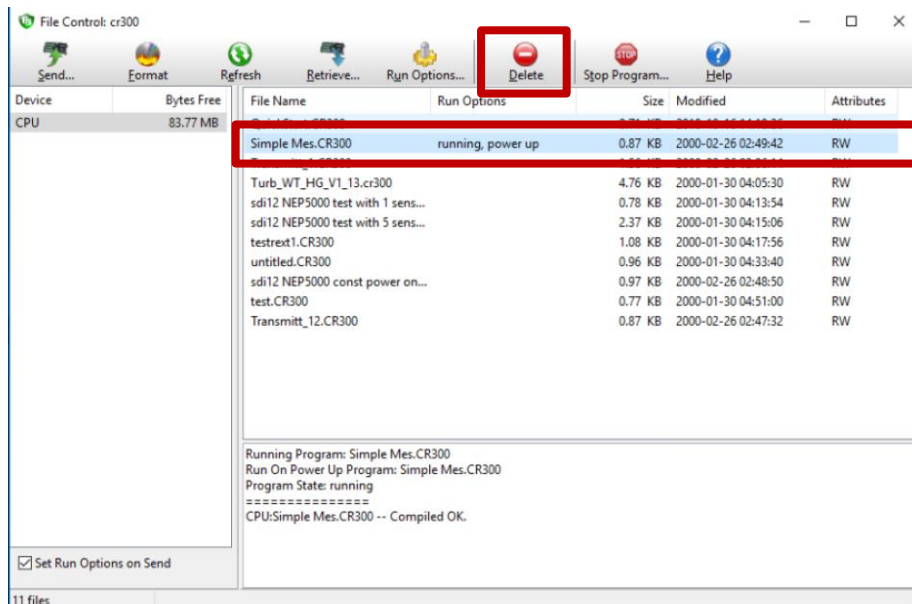 File Control: cr300
Send... Format Refresh Retrieve... Run Options... Delete STOP Stop Program... Help
Device Bytes Free File Name Run Options Size Modified Attributes
CPU 83.77 MB
Simple Mes.CR300 running, power up 0.87 KB 2000-02-26 02:49:42 RW
Turb_WT_HG_V1_13.cr300 4.76 KB 2000-01-30 04:05:30 RW
sdi12 NEP5000 test with 1 sens... 0.78 KB 2000-01-30 04:13:54 RW
sdi12 NEP5000 test with 5 sens... 2.37 KB 2000-01-30 04:15:06 RW
testrext1.CR300 1.08 KB 2000-01-30 04:17:56 RW
untitled.CR300 0.96 KB 2000-01-30 04:33:40 RW
sdi12 NEP5000 const power on... 0.97 KB 2000-02-26 02:48:50 RW
test.CR300 0.77 KB 2000-01-30 04:51:00 RW
Transmitt_12.CR300 0.87 KB 2000-02-26 02:47:32 RW
Running Program: Simple Mes.CR300
Run On Power Up Program: Simple Mes.CR300
Program State: running
===============
CPU:Simple Mes.CR300 -- Compiled OK.
Set Run Options on Send
11 files